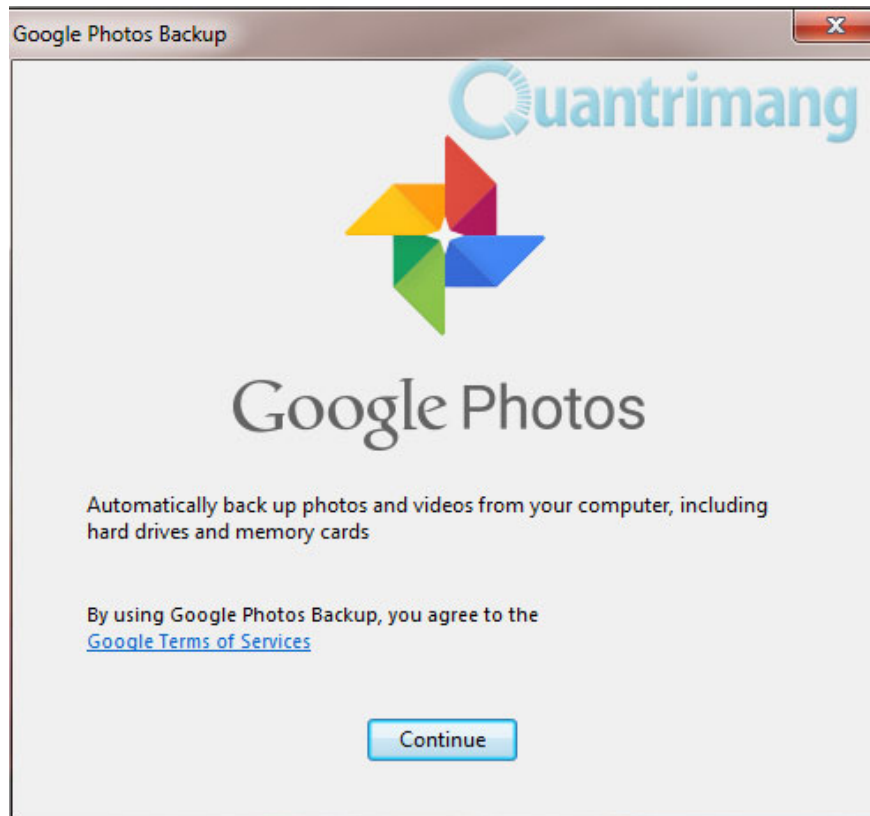 Google Photos Backup
Quantrimang
Google Photos
Automatically back up photos and videos from your computer, including
hard drives and memory cards
By using Google Photos Backup, you agree to the
Google Terms of Services
Continue